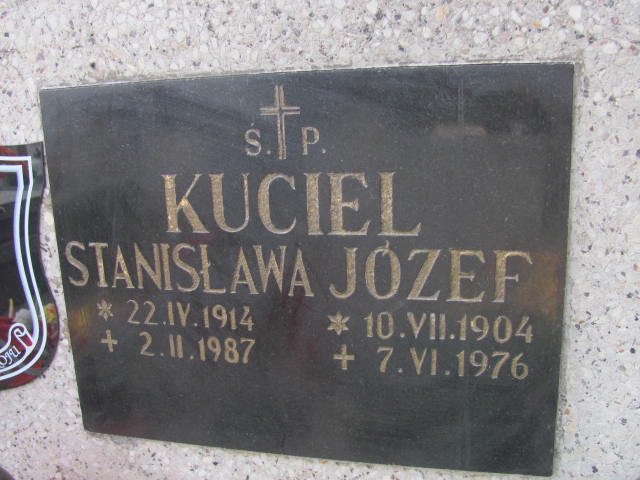 Ś. P.
KUCIEL
STANISŁAWA JÓZEF
* 22.IV.1914 * 10.VII.1904
+ 2.II.1987 + 7.VI.1976